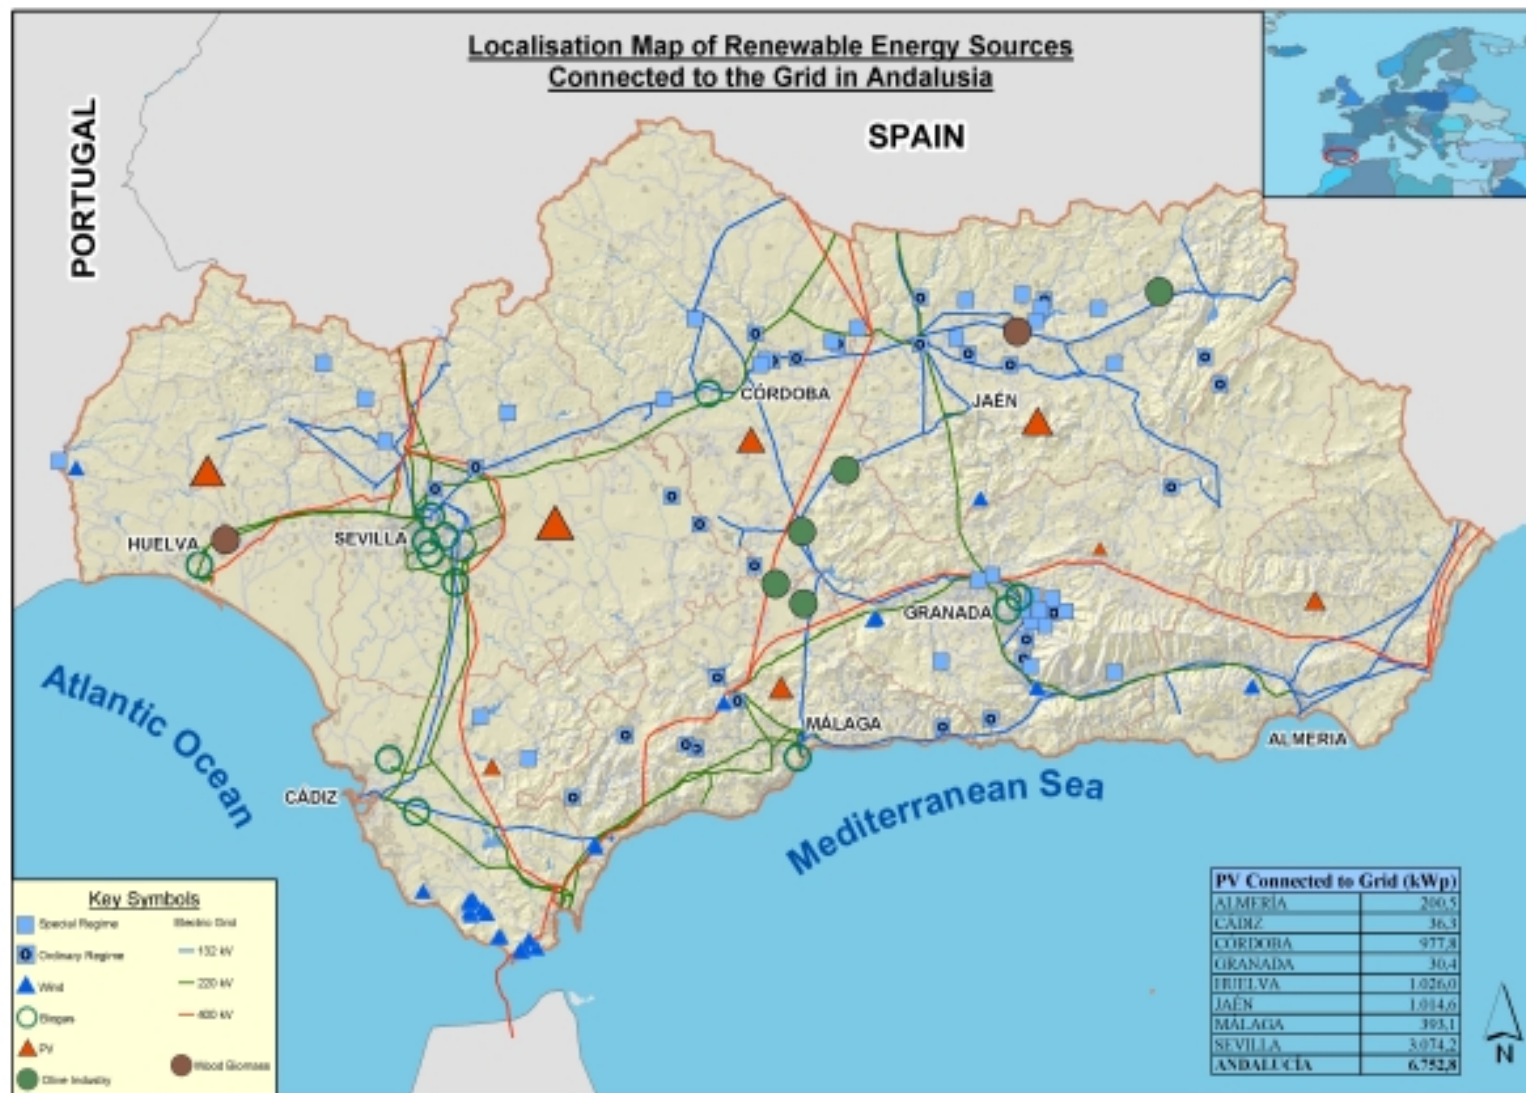 Localisation Map of Renewable Energy Sources
Connected to the Grid in Andalusia
PORTUGAL
SPAIN
CÓRDOBA
JAÉN
HUELVA
SEVILLA
GRANADA
MÁLAGA
ALMERIA
CÁDIZ
Atlantic Ocean
Mediterranean Sea
Key Symbols
Special Regime
Electric Grid
Ordinary Regime
132 kV
Wind
220 kV
Biogas
400 kV
PV
Wood Biomass
Olive Industry
PV Connected to Grid (kWp)
ALMERÍA 200,5
CÁDIZ 36,3
CÓRDOBA 977,8
GRANADA 30,4
HUELVA 1.026,0
JAÉN 1.014,6
MÁLAGA 393,1
SEVILLA 3.074,2
ANDALUCÍA 6.752,8
N